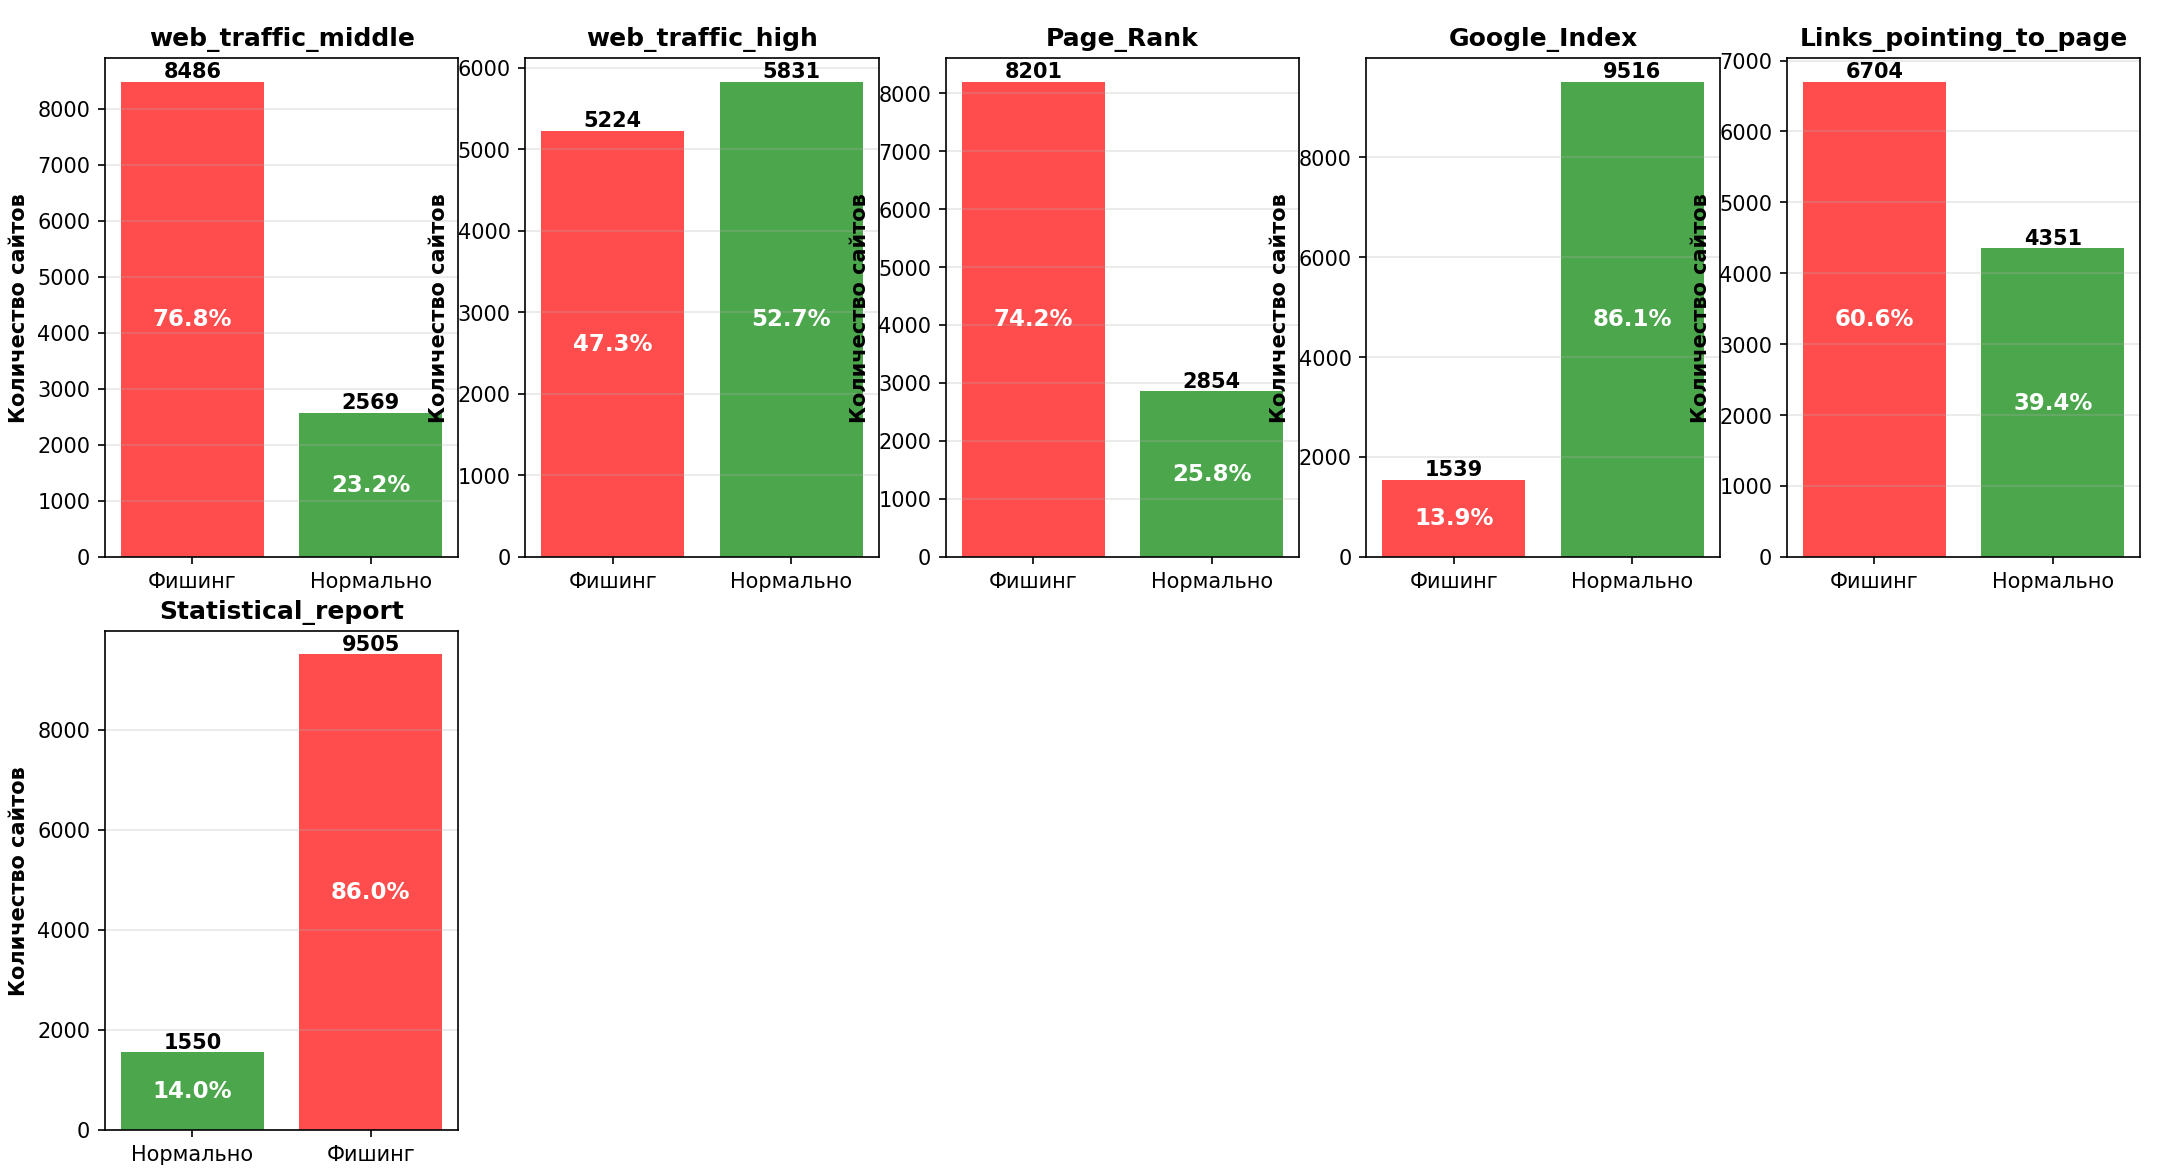 web_traffic_middle
Количество сайтов
8000
7000
6000
5000
4000
3000
2000
1000
0
8486
76.8%
2569
23.2%
Фишинг
Нормально
web_traffic_high
Количество сайтов
6000
5000
4000
3000
2000
1000
0
5224
47.3%
5831
52.7%
Фишинг
Нормально
Page_Rank
Количество сайтов
8000
7000
6000
5000
4000
3000
2000
1000
0
8201
74.2%
2854
25.8%
Фишинг
Нормально
Google_Index
Количество сайтов
8000
6000
4000
2000
0
1539
13.9%
9516
86.1%
Фишинг
Нормально
Links_pointing_to_page
Количество сайтов
7000
6000
5000
4000
3000
2000
1000
0
6704
60.6%
4351
39.4%
Фишинг
Нормально
Statistical_report
Количество сайтов
8000
6000
4000
2000
0
1550
14.0%
9505
86.0%
Нормально
Фишинг